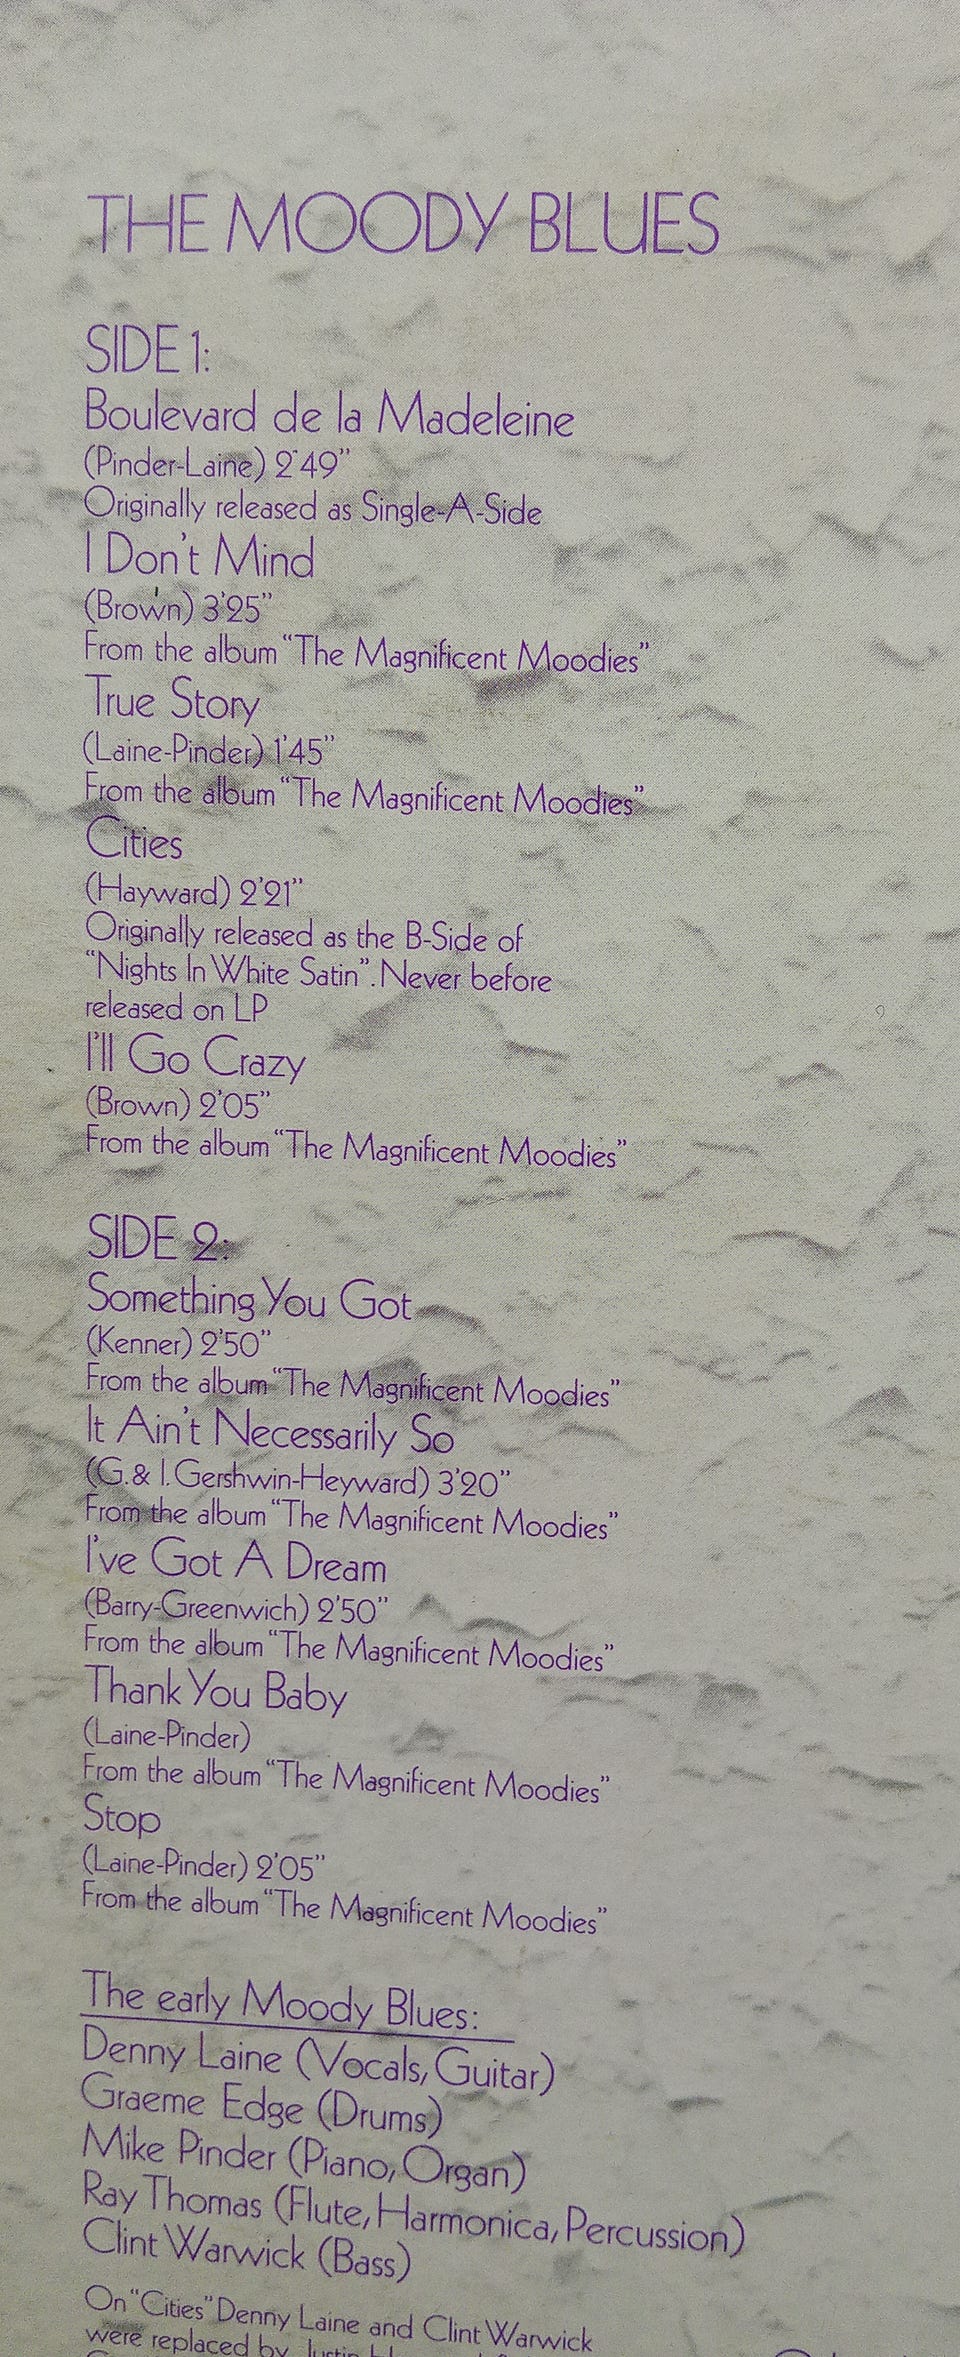 THE MOODY BLUES
SIDE 1:
Boulevard de la Madeleine
(Pinder-Laine) 2'49"
Originally released as Single-A-Side
I Don't Mind
(Brown) 3'25"
From the album "The Magnificent Moodies"
True Story
(Laine-Pinder) 1'45"
From the album "The Magnificent Moodies"
Cities
(Hayward) 2'21"
Originally released as the B-Side of
"Nights In White Satin". Never before
released on LP
I'll Go Crazy
(Brown) 2'05"
From the album "The Magnificent Moodies"
SIDE 2:
Something You Got
(Kenner) 2'50"
From the album "The Magnificent Moodies"
It Ain't Necessarily So
(G. & I. Gershwin-Heyward) 3'20"
From the album "The Magnificent Moodies"
I've Got A Dream
(Barry-Greenwich) 2'50"
From the album "The Magnificent Moodies"
Thank You Baby
(Laine-Pinder)
From the album "The Magnificent Moodies"
Stop
(Laine-Pinder) 2'05"
From the album "The Magnificent Moodies"
The early Moody Blues:
Denny Laine (Vocals, Guitar)
Graeme Edge (Drums)
Mike Pinder (Piano, Organ)
Ray Thomas (Flute, Harmonica, Percussion)
Clint Warwick (Bass)
On "Cities" Denny Laine and Clint Warwick
were replaced by